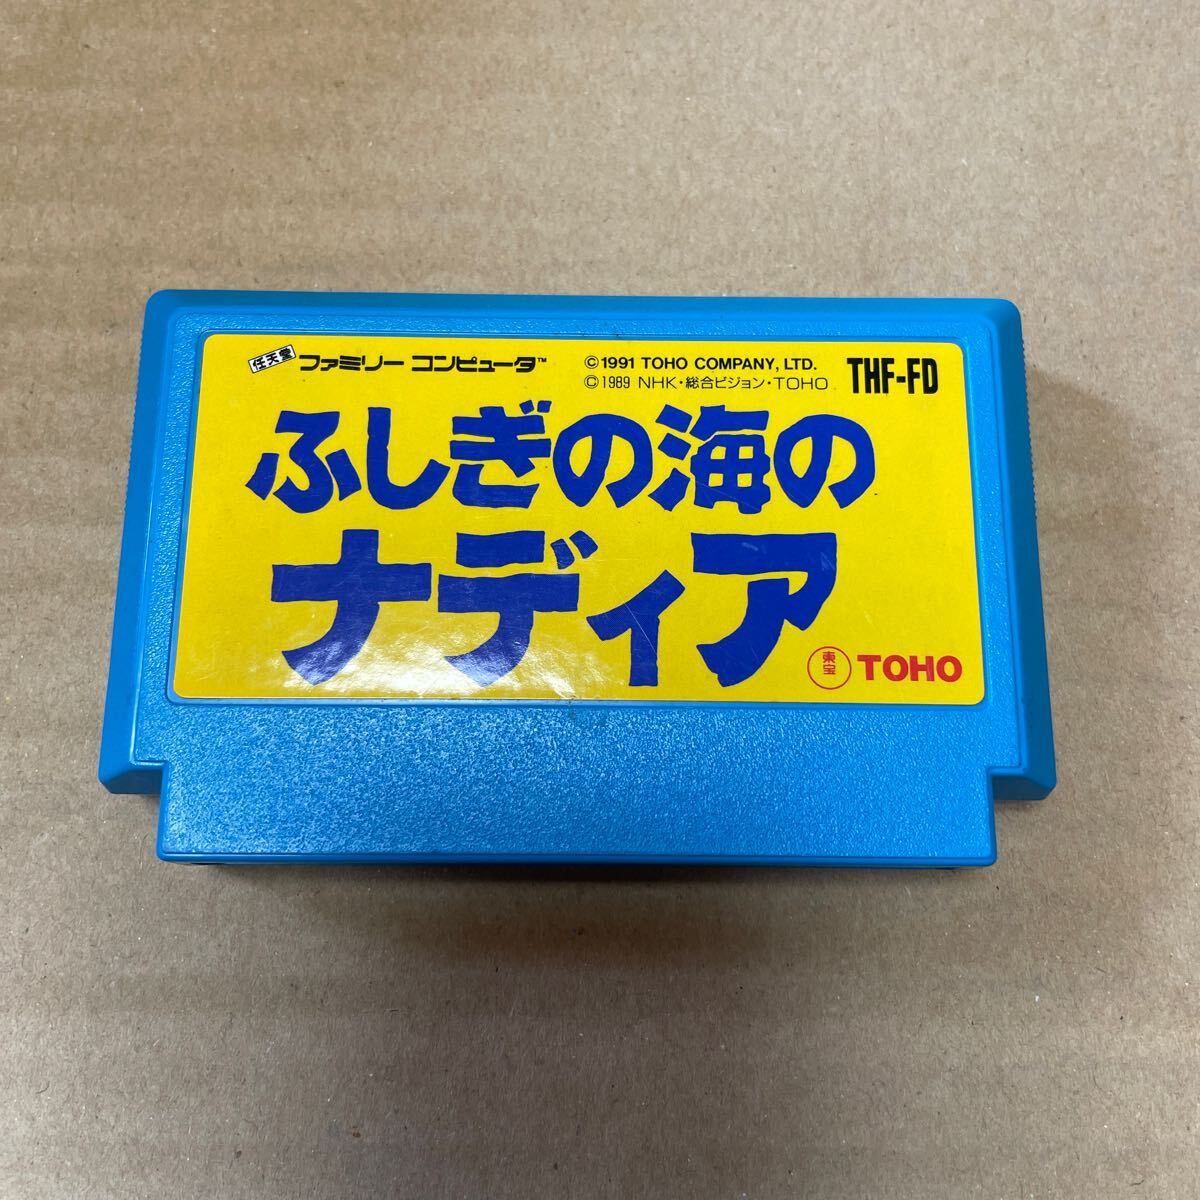 任天堂 ファミリーコンピュータ™
©1991 TOHO COMPANY, LTD.
©1989 NHK・総合ビジョン・TOHO
THF-FD
ふしぎの海の
ナディア
東宝 TOHO